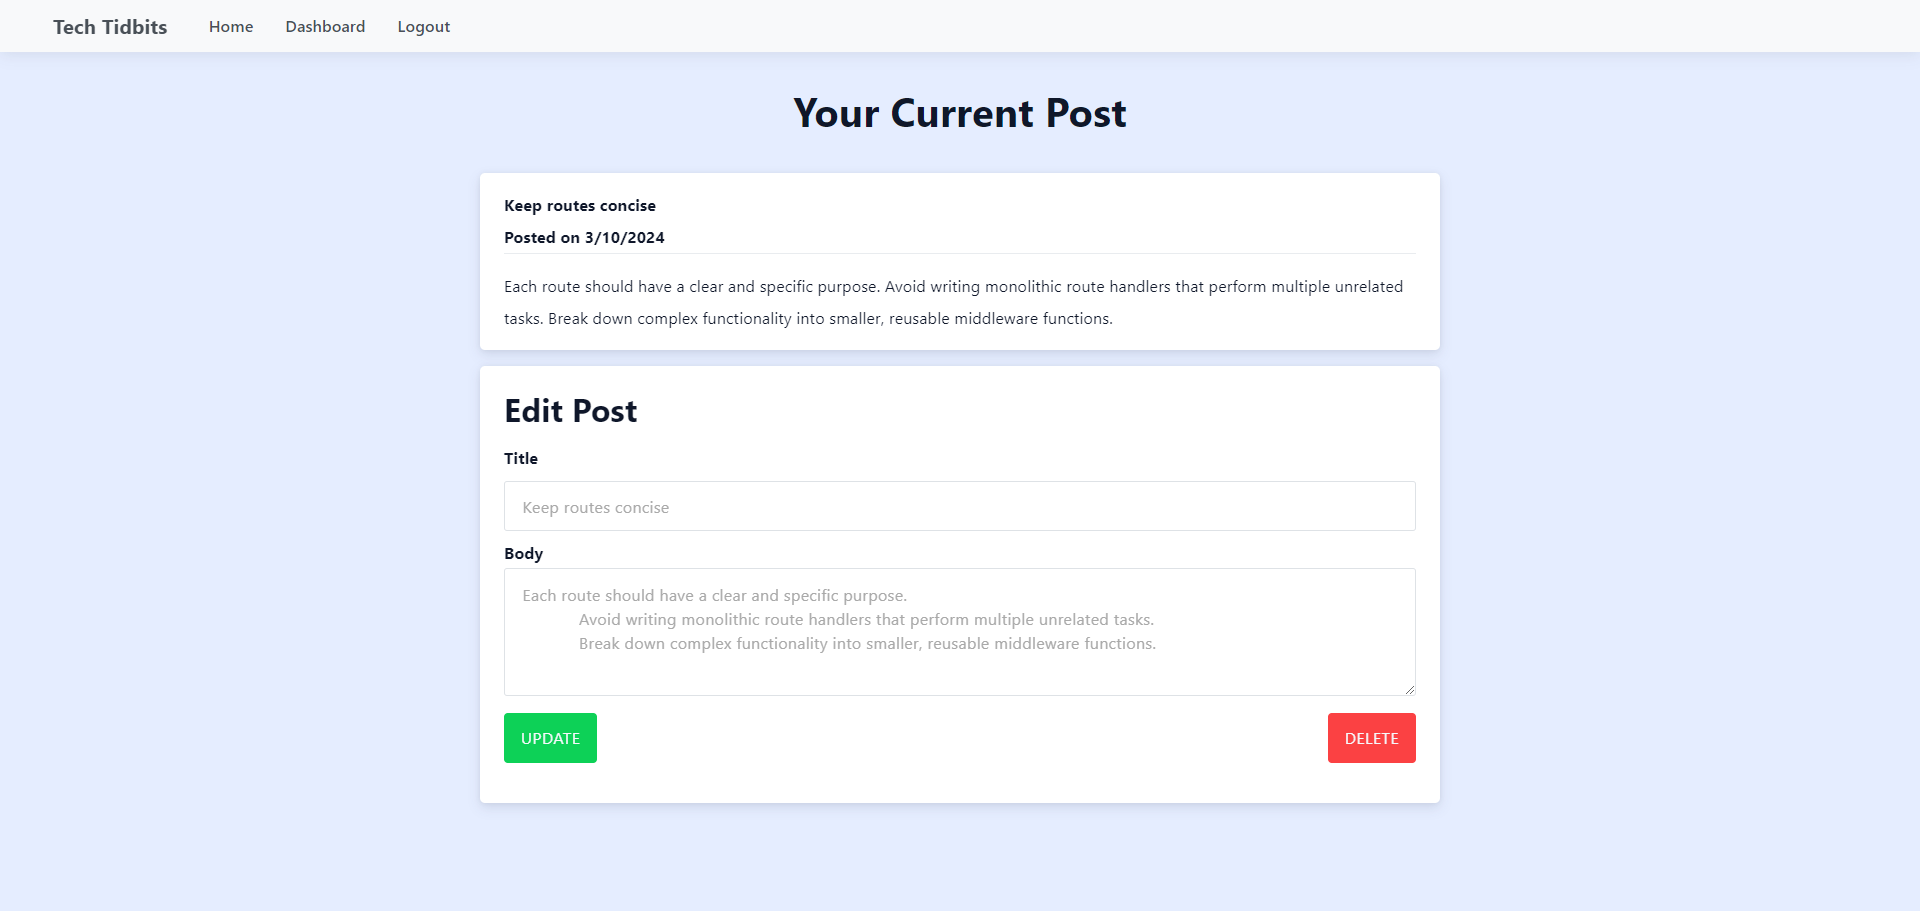 Tech Tidbits Home Dashboard Logout
Your Current Post
Keep routes concise
Posted on 3/10/2024
Each route should have a clear and specific purpose. Avoid writing monolithic route handlers that perform multiple unrelated
tasks. Break down complex functionality into smaller, reusable middleware functions.
Edit Post
Title
Keep routes concise
Body
Each route should have a clear and specific purpose.
Avoid writing monolithic route handlers that perform multiple unrelated tasks.
Break down complex functionality into smaller, reusable middleware functions.
UPDATE DELETE